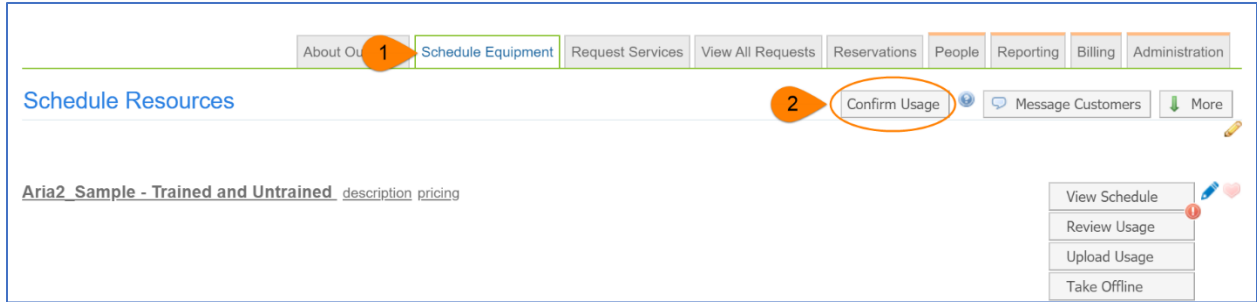 About Ou
1
Schedule Equipment
Request Services
View All Requests
Reservations
People
Reporting
Billing
Administration
Schedule Resources
2
Confirm Usage
Message Customers
More
Aria2_Sample - Trained and Untrained description pricing
View Schedule
Review Usage
Upload Usage
Take Offline